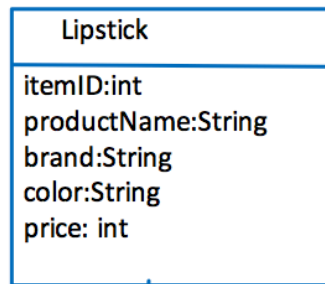 Lipstick
itemID:int
productName:String
brand:String
color:String
price: int